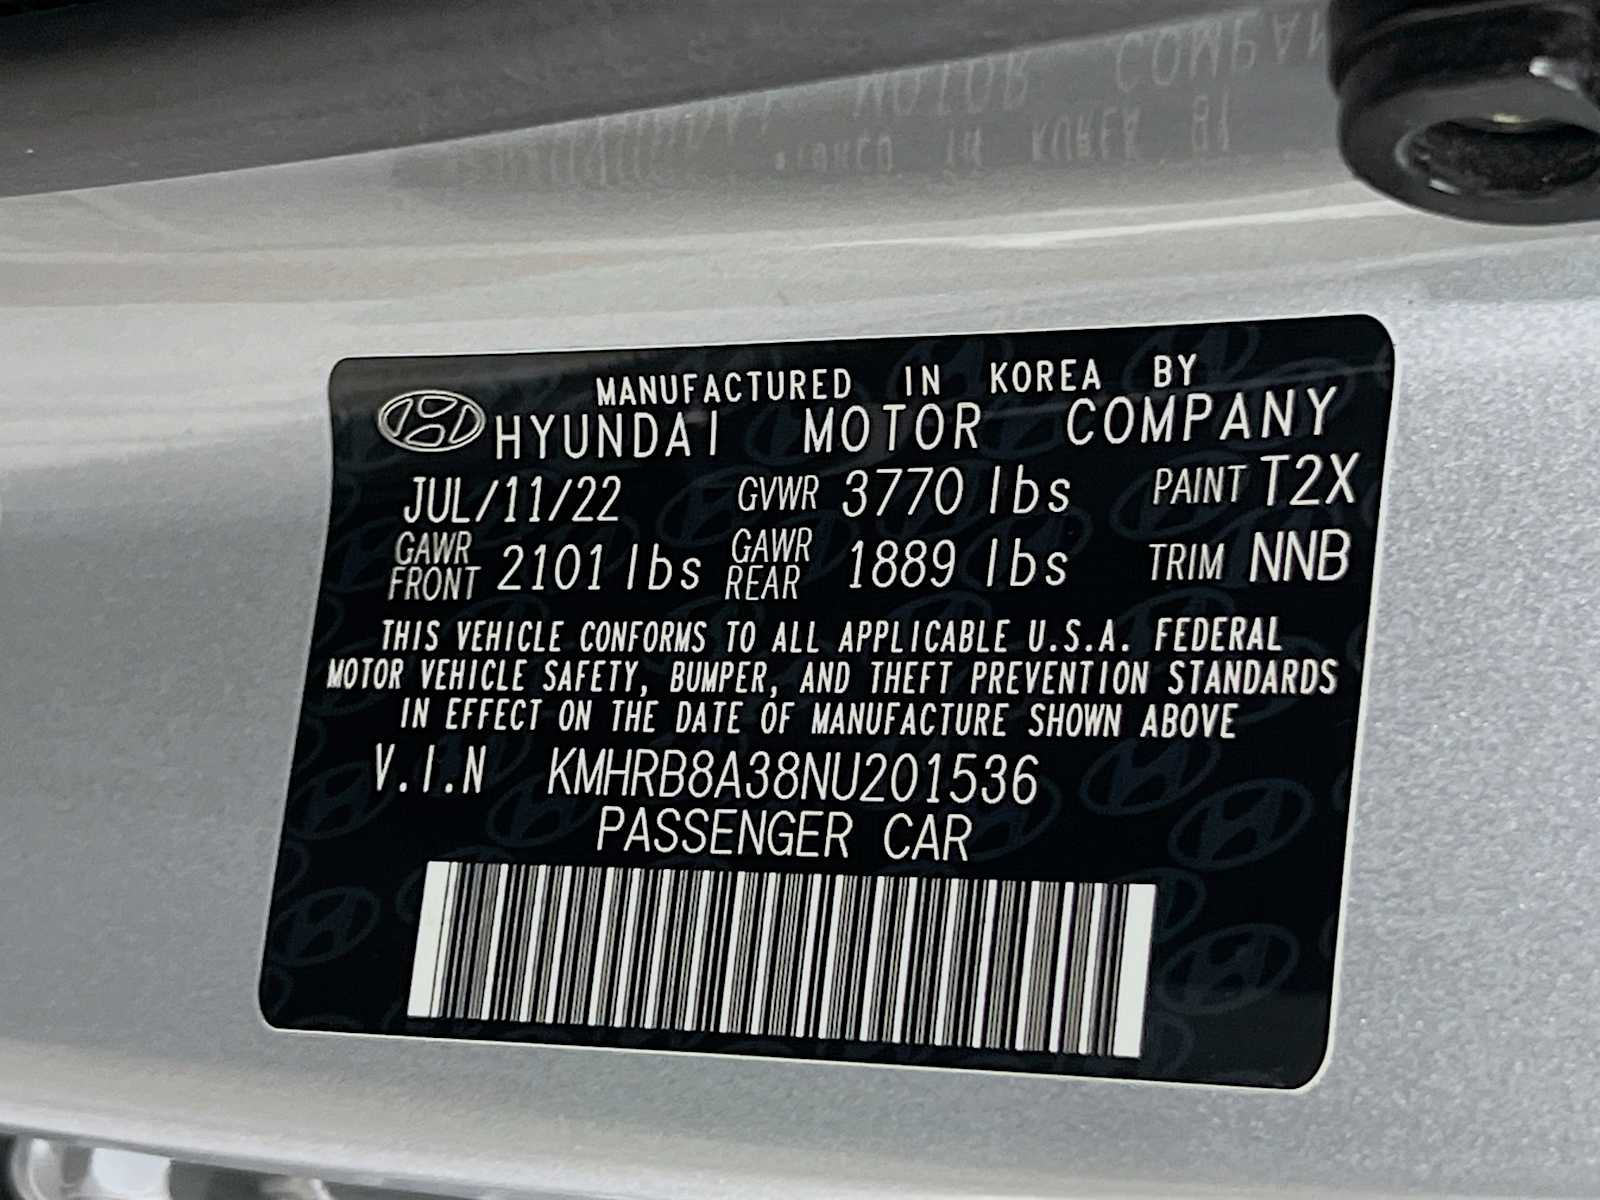 MANUFACTURED IN KOREA BY
HYUNDAI MOTOR COMPANY
JUL/11/22 GVWR 3770 lbs PAINT T2X
GAWR FRONT 2101 lbs GAWR REAR 1889 lbs TRIM NNB
THIS VEHICLE CONFORMS TO ALL APPLICABLE U.S.A. FEDERAL
MOTOR VEHICLE SAFETY, BUMPER, AND THEFT PREVENTION STANDARDS
IN EFFECT ON THE DATE OF MANUFACTURE SHOWN ABOVE
V.I.N KMHRB8A38NU201536
PASSENGER CAR